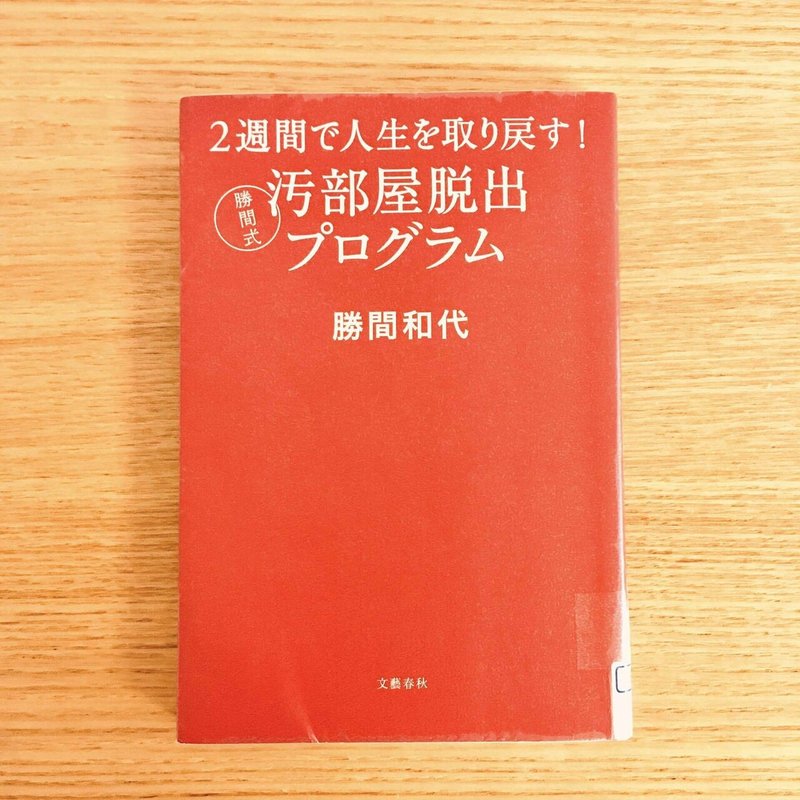 2週間で人生を取り戻す!
勝間式
汚部屋脱出
プログラム
勝間和代
文藝春秋